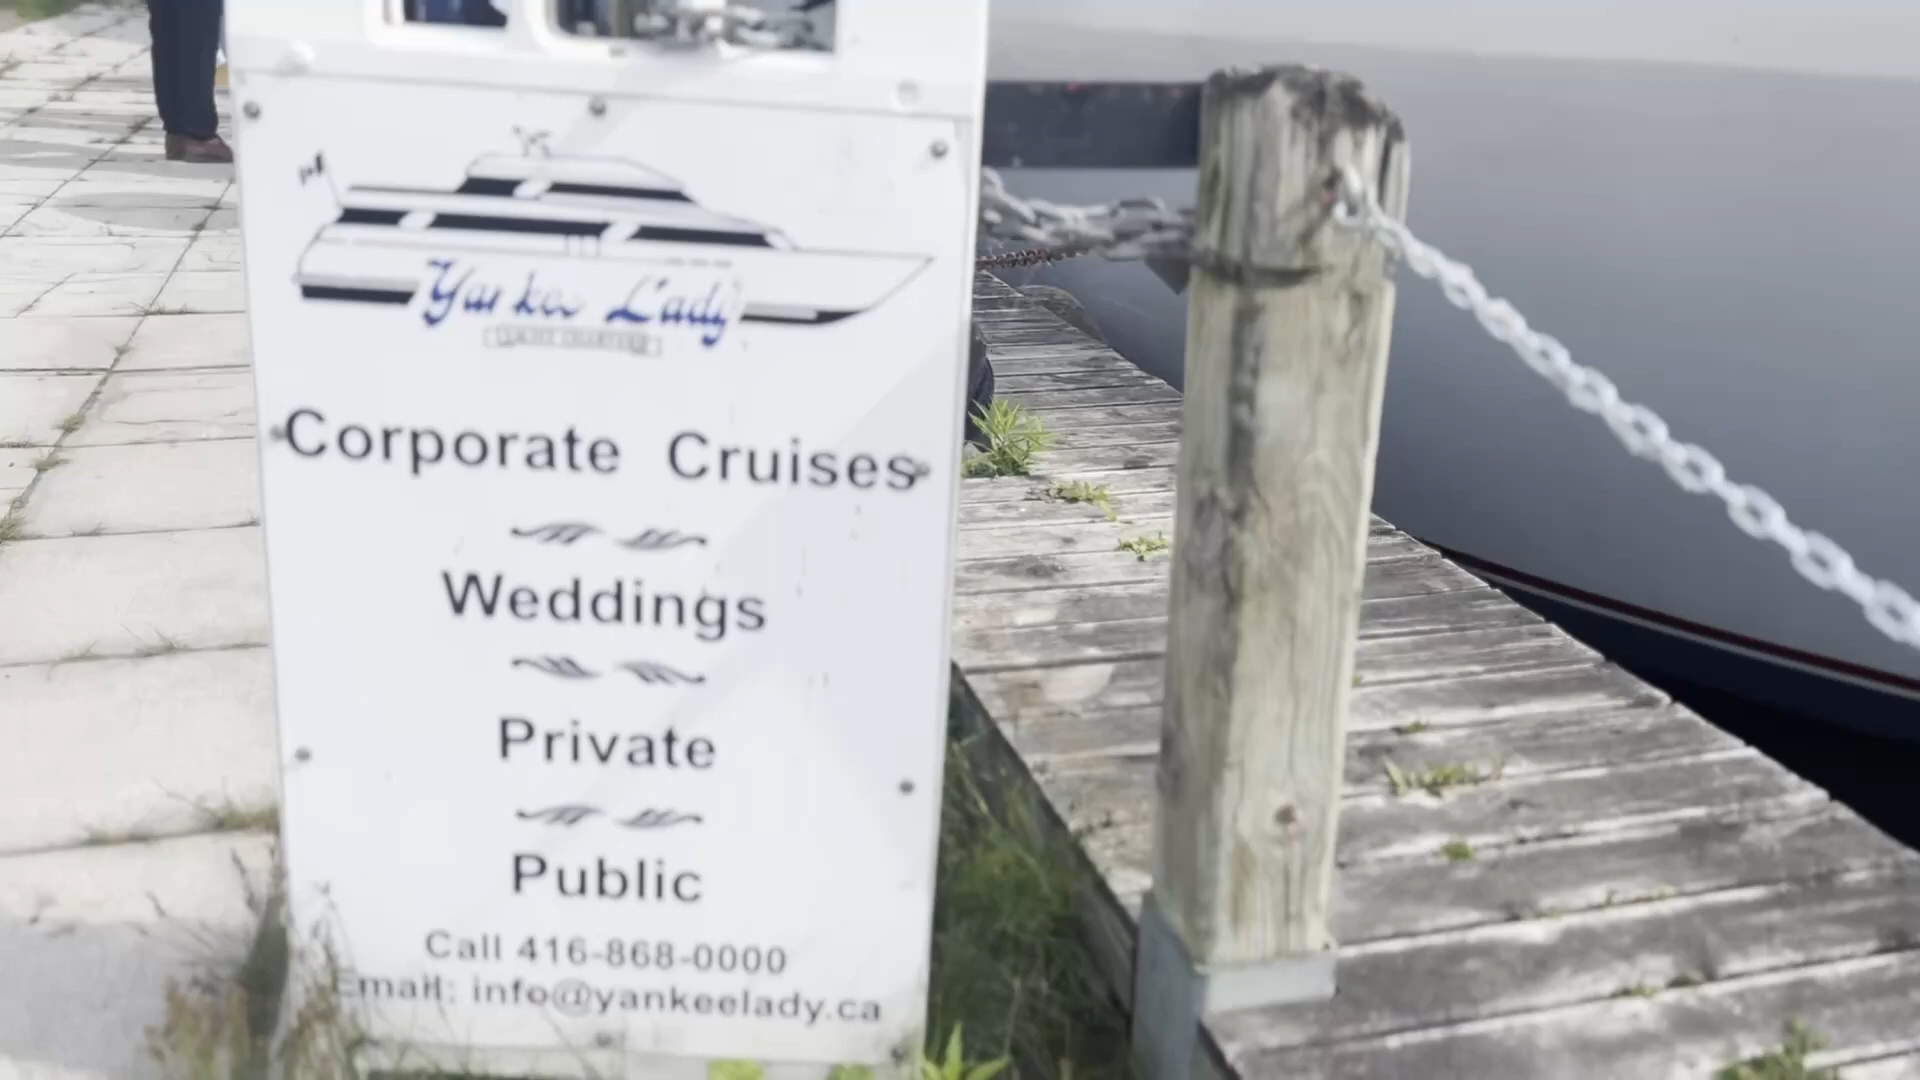 Yankee Lady
Corporate Cruises
Weddings
Private
Public
Call 416-868-0000
Email: info@yankeelady.ca